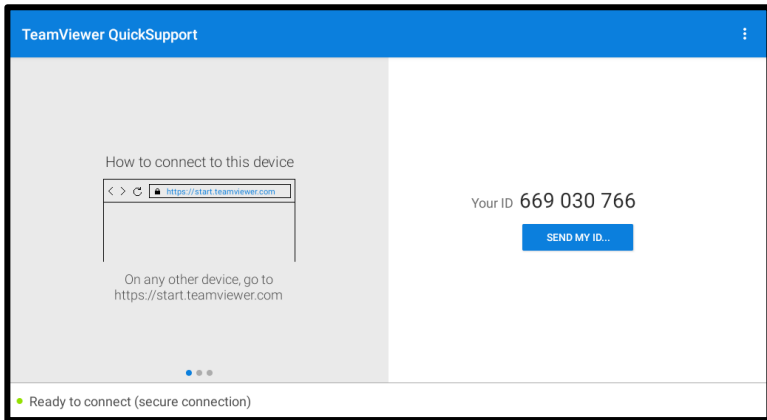 TeamViewer QuickSupport
How to connect to this device
https://start.teamviewer.com
On any other device, go to
https://start.teamviewer.com
Your ID 669 030 766
SEND MY ID...
Ready to connect (secure connection)